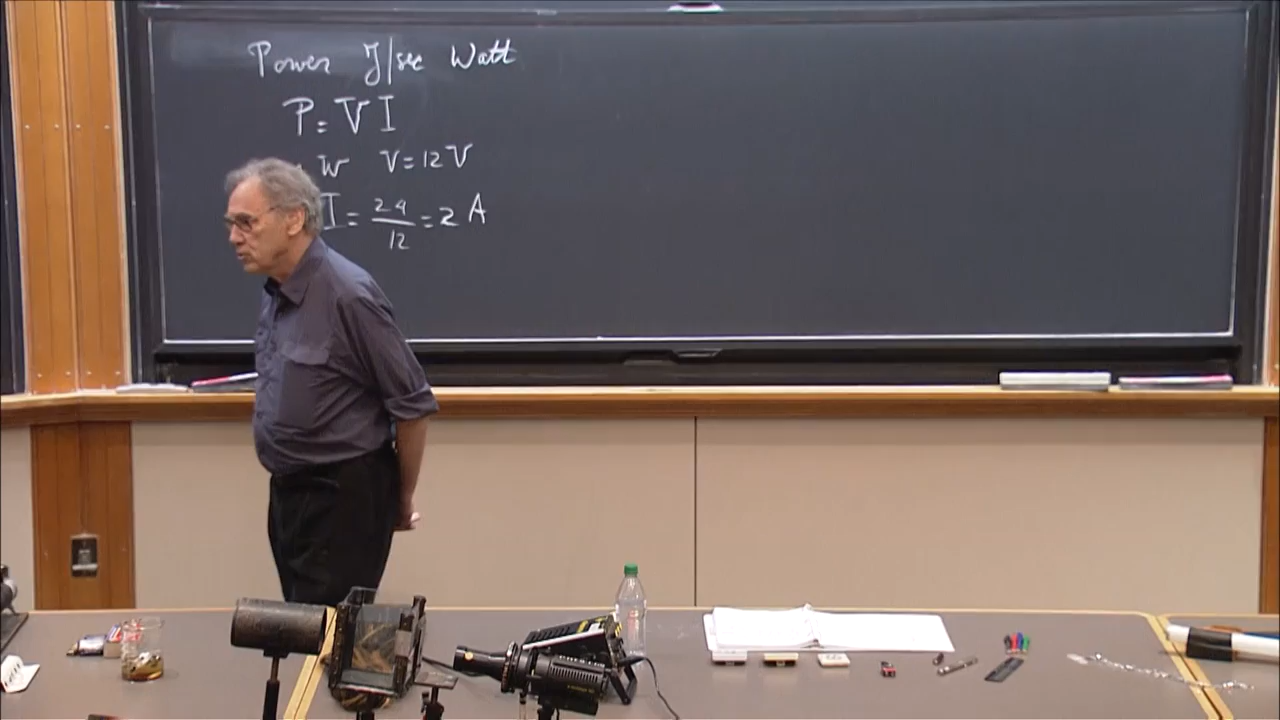 Power J/sec Watt
P = V I
W V = 12 V
I = 24/12 = 2 A